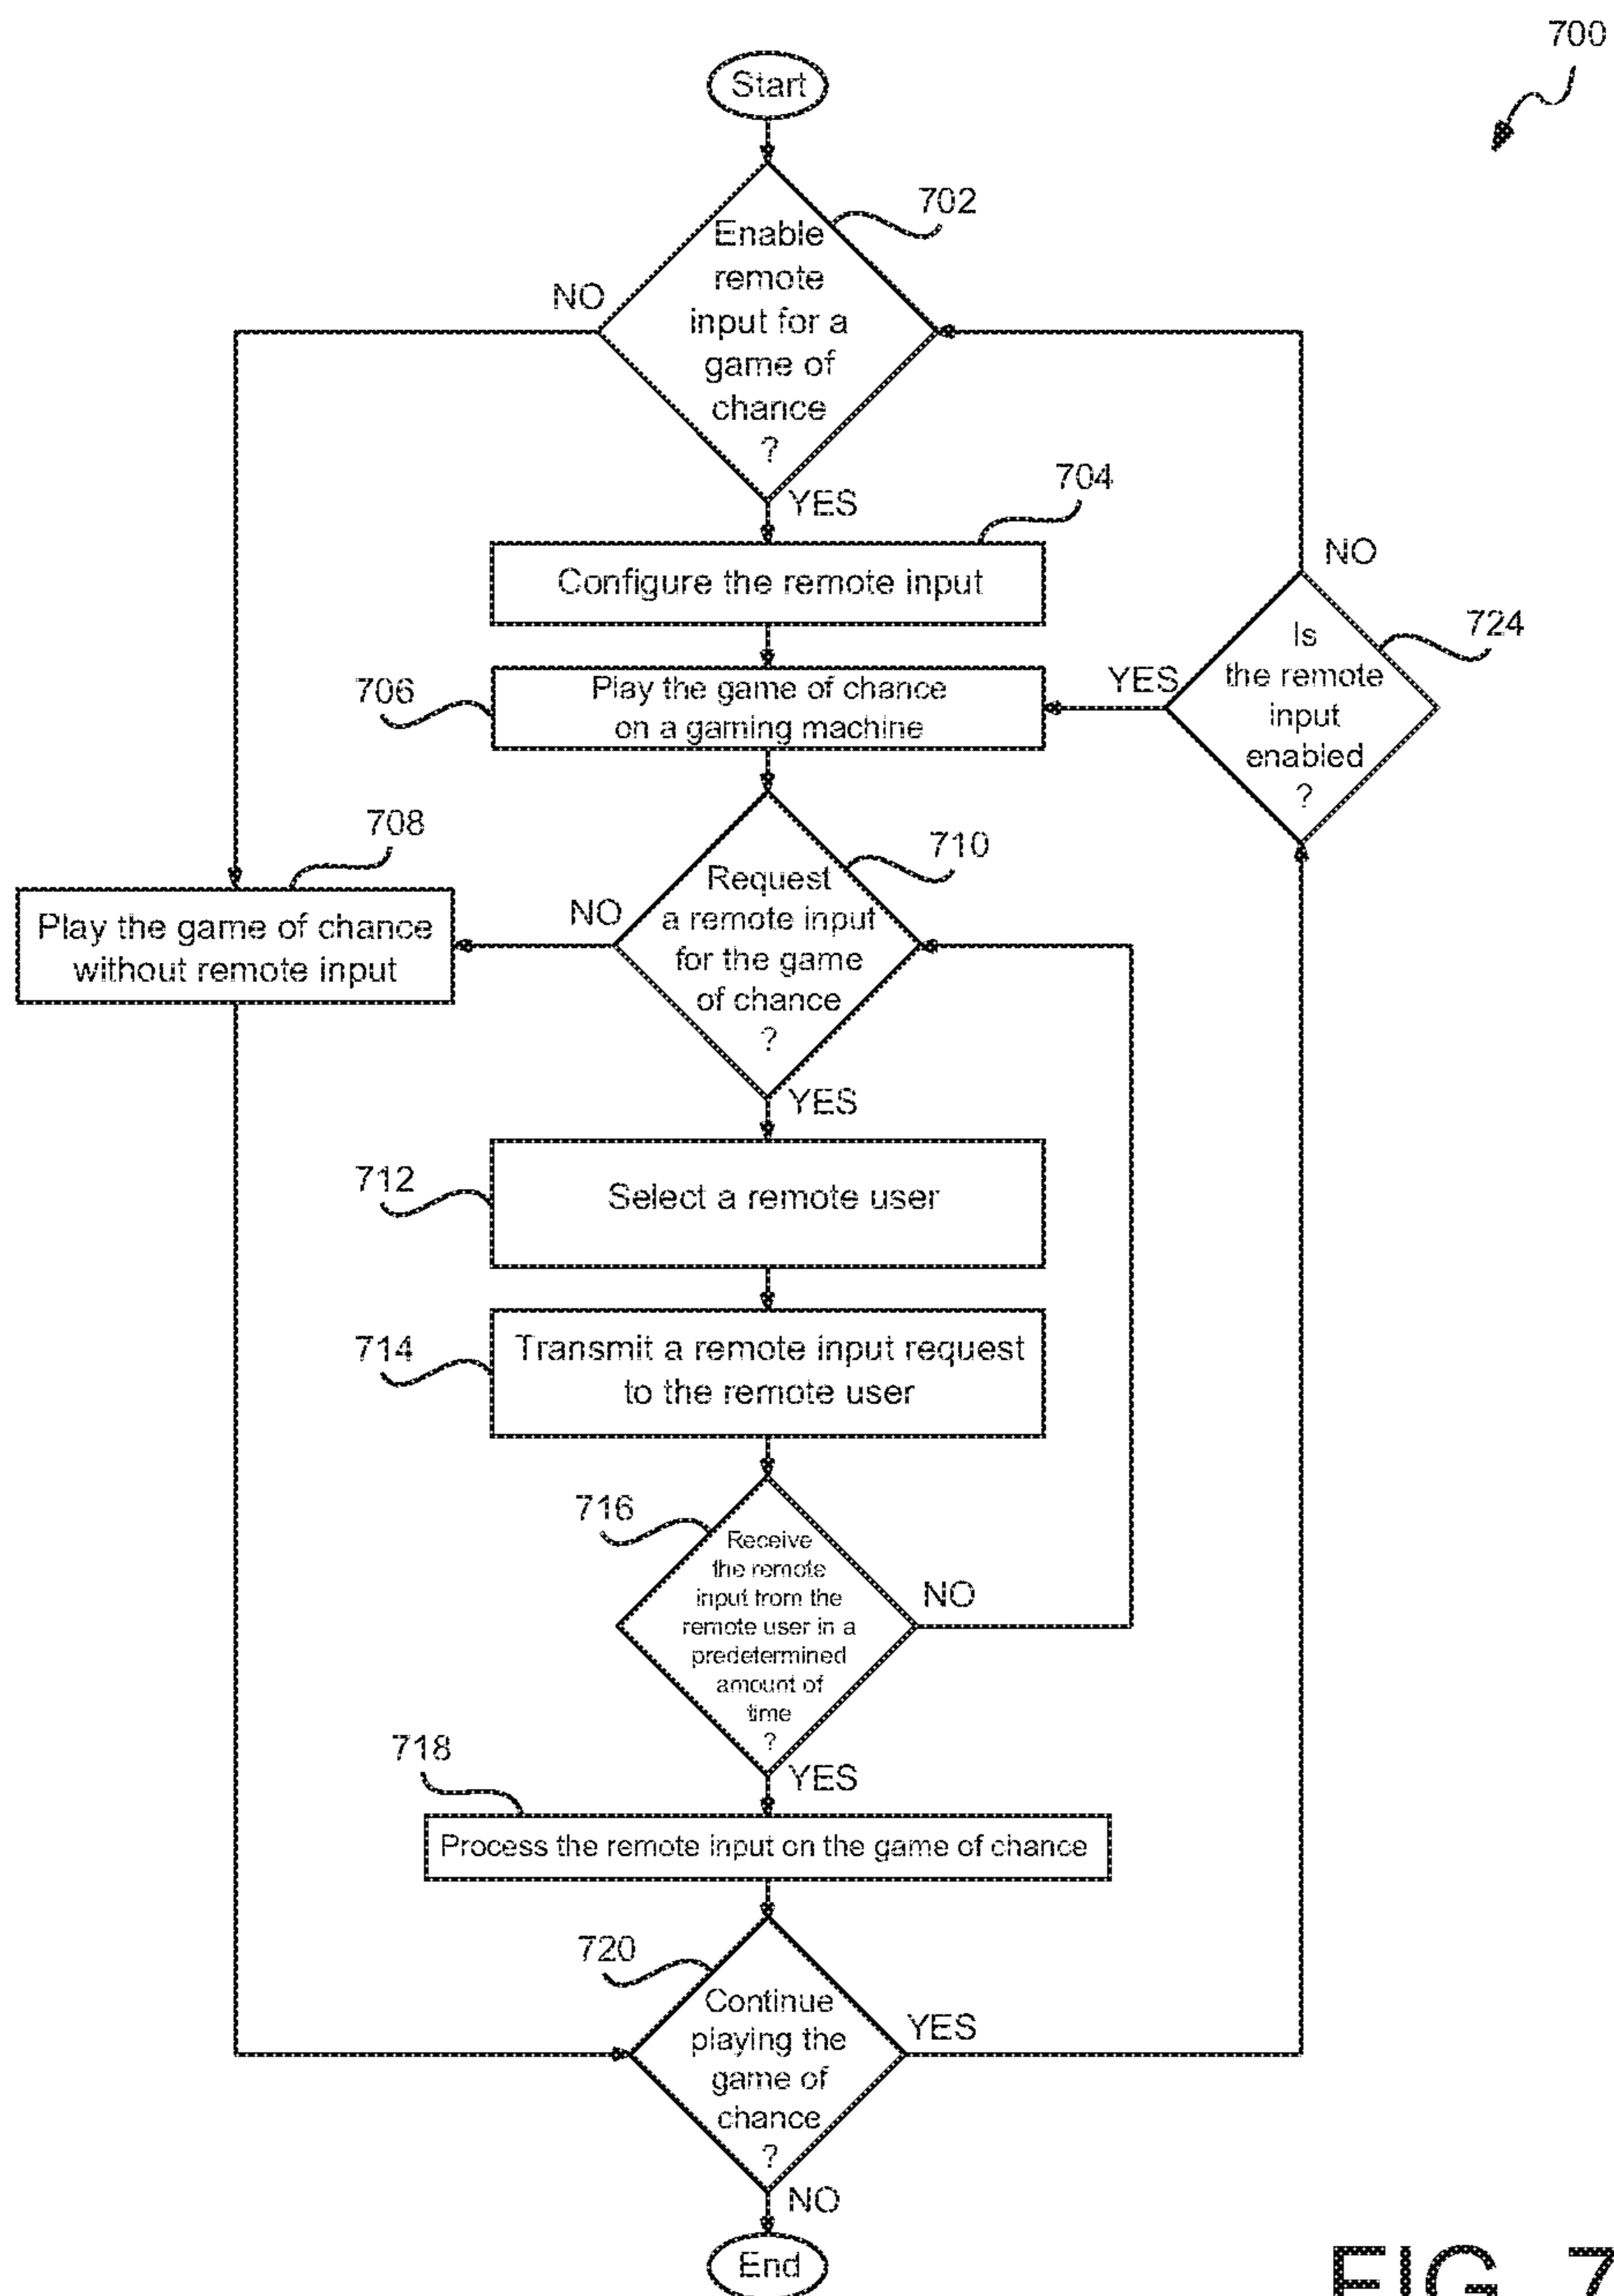 700
Start
702
Enable
remote
input for a
game of
chance
?
NO
YES
704
Configure the remote input
NO
724
Is
the remote
input
enabled
?
YES
706
Play the game of chance
on a gaming machine
708
Play the game of chance
without remote input
710
Request
a remote input
for the game
of chance
?
NO
YES
712
Select a remote user
714
Transmit a remote input request
to the remote user
716
Receive
the remote
input from the
remote user in a
predetermined
amount of
time
?
NO
YES
718
Process the remote input on the game of chance
720
Continue
playing the
game of
chance
?
YES
NO
End
FIG. 7